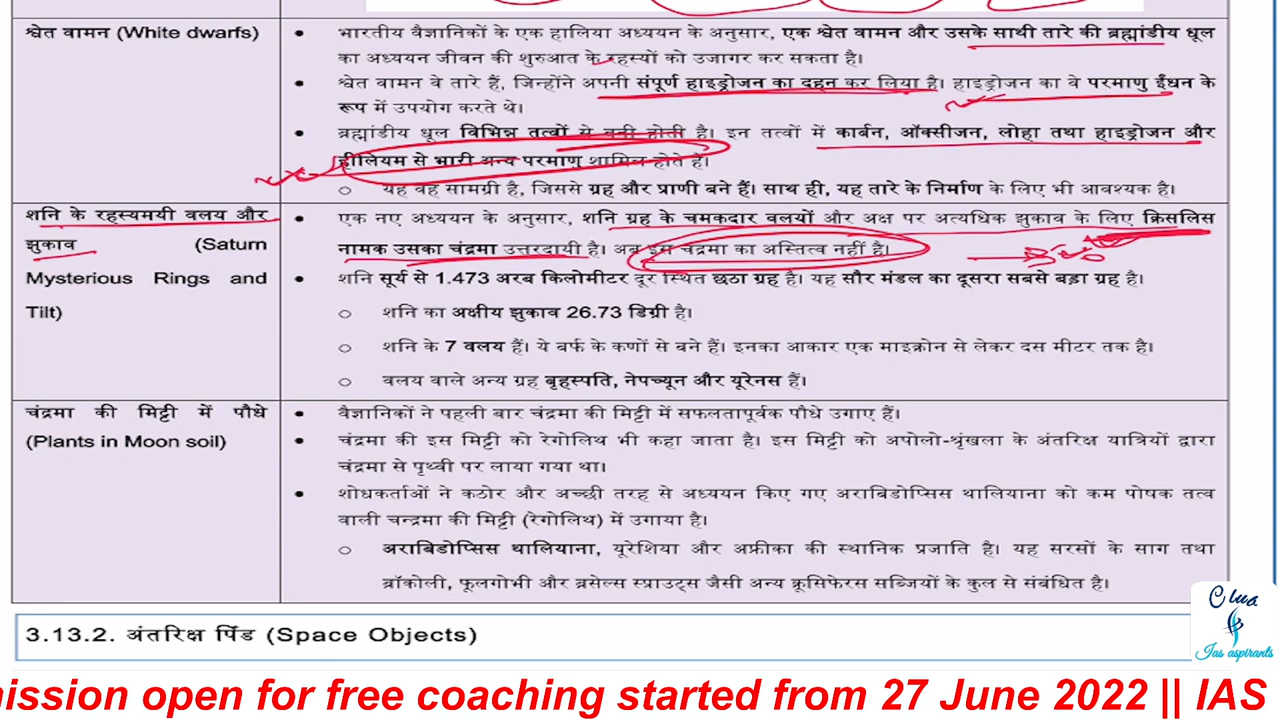 श्वेत वामन (White dwarfs)
• भारतीय वैज्ञानिकों के एक हालिया अध्ययन के अनुसार, एक श्वेत वामन और उसके साथी तारे की ब्रह्मांडीय धूल
का अध्ययन जीवन की शुरुआत के रहस्यों को उजागर कर सकता है।
• श्वेत वामन वे तारे हैं, जिन्होंने अपनी संपूर्ण हाइड्रोजन का दहन कर लिया है। हाइड्रोजन का वे परमाणु ईंधन के
रूप में उपयोग करते थे।
• ब्रह्मांडीय धूल विभिन्न तत्वों से बनी होती है। इन तत्वों में कार्बन, ऑक्सीजन, लोहा तथा हाइड्रोजन और
हीलियम से भारी अन्य परमाणु शामिल होते हैं।
o यह वह सामग्री है, जिससे ग्रह और प्राणी बने हैं। साथ ही, यह तारे के निर्माण के लिए भी आवश्यक है।
शनि के रहस्यमयी वलय और
झुकाव (Saturn
Mysterious Rings and
Tilt)
• एक नए अध्ययन के अनुसार, शनि ग्रह के चमकदार वलयों और अक्ष पर अत्यधिक झुकाव के लिए क्रिसलिस
नामक उसका चंद्रमा उत्तरदायी है। अब इस चंद्रमा का अस्तित्व नहीं है।
• शनि सूर्य से 1.473 अरब किलोमीटर दूर स्थित छठा ग्रह है। यह सौर मंडल का दूसरा सबसे बड़ा ग्रह है।
o शनि का अक्षीय झुकाव 26.73 डिग्री है।
o शनि के 7 वलय हैं। ये बर्फ के कणों से बने हैं। इनका आकार एक माइक्रोन से लेकर दस मीटर तक है।
o वलय वाले अन्य ग्रह बृहस्पति, नेपच्यून और यूरेनस हैं।
चंद्रमा की मिट्टी में पौधे
(Plants in Moon soil)
• वैज्ञानिकों ने पहली बार चंद्रमा की मिट्टी में सफलतापूर्वक पौधे उगाए हैं।
• चंद्रमा की इस मिट्टी को रेगोलिथ भी कहा जाता है। इस मिट्टी को अपोलो-श्रृंखला के अंतरिक्ष यात्रियों द्वारा
चंद्रमा से पृथ्वी पर लाया गया था।
• शोधकर्ताओं ने कठोर और अच्छी तरह से अध्ययन किए गए अराबिडोप्सिस थालियाना को कम पोषक तत्व
वाली चन्द्रमा की मिट्टी (रेगोलिथ) में उगाया है।
o अराबिडोप्सिस थालियाना, यूरेशिया और अफ्रीका की स्थानिक प्रजाति है। यह सरसों के साग तथा
ब्रॉकोली, फूलगोभी और ब्रसेल्स स्प्राउट्स जैसी अन्य क्रूसिफेरस सब्जियों के कुल से संबंधित है।
3.13.2. अंतरिक्ष पिंड (Space Objects)
Ias aspirants
mission open for free coaching started from 27 June 2022 || IAS